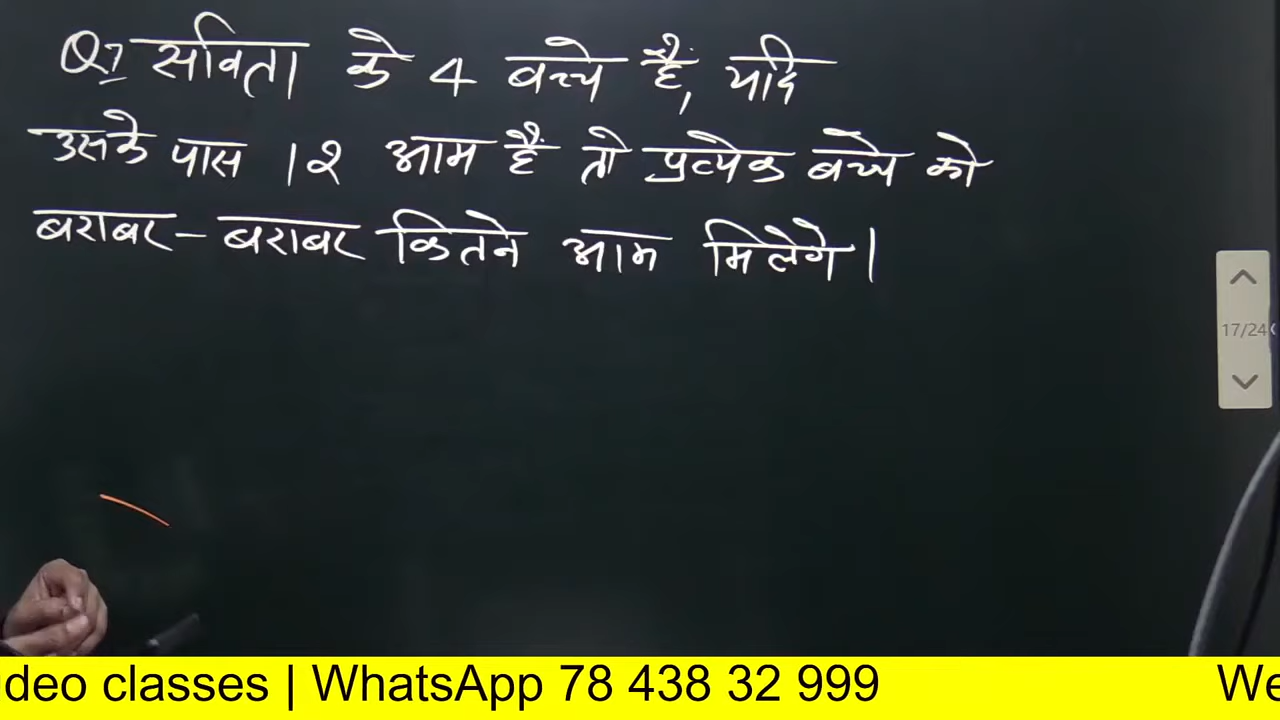 Q7 सविता के 4 बच्चे हैं, यदि
उसके पास 12 आम हैं तो प्रत्येक बच्चे को
बराबर - बराबर कितने आम मिलेगे।
17/24
deo classes | WhatsApp 78 438 32 999 We